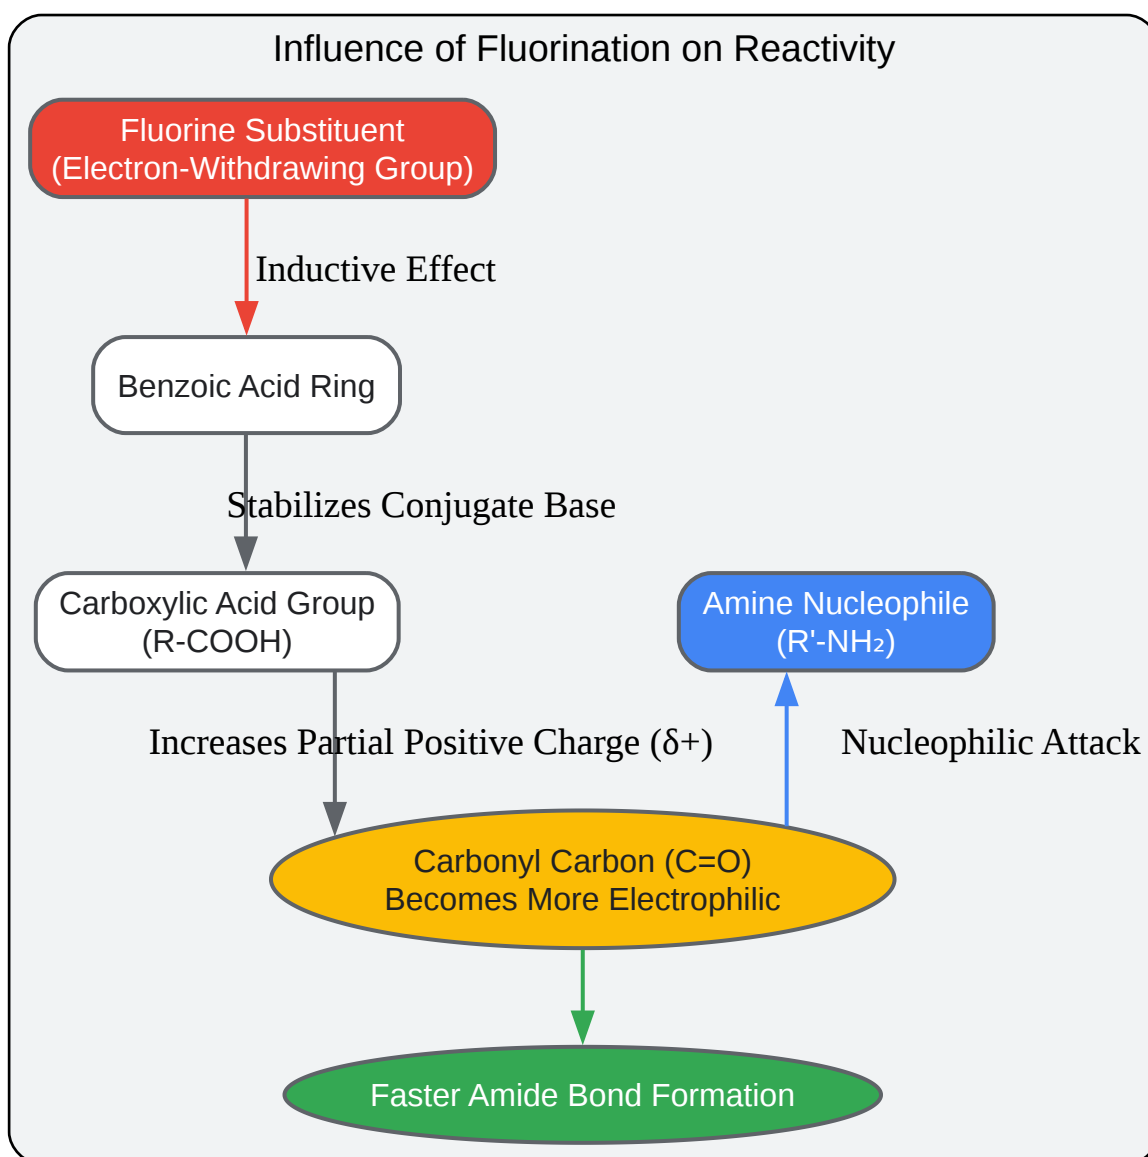 Influence of Fluorination on Reactivity
Fluorine Substituent
(Electron-Withdrawing Group)
Inductive Effect
Benzoic Acid Ring
Stabilizes Conjugate Base
Carboxylic Acid Group
(R-COOH)
Amine Nucleophile
(R'-NH₂)
Increases Partial Positive Charge (δ+)
Nucleophilic Attack
Carbonyl Carbon (C=O)
Becomes More Electrophilic
Faster Amide Bond Formation